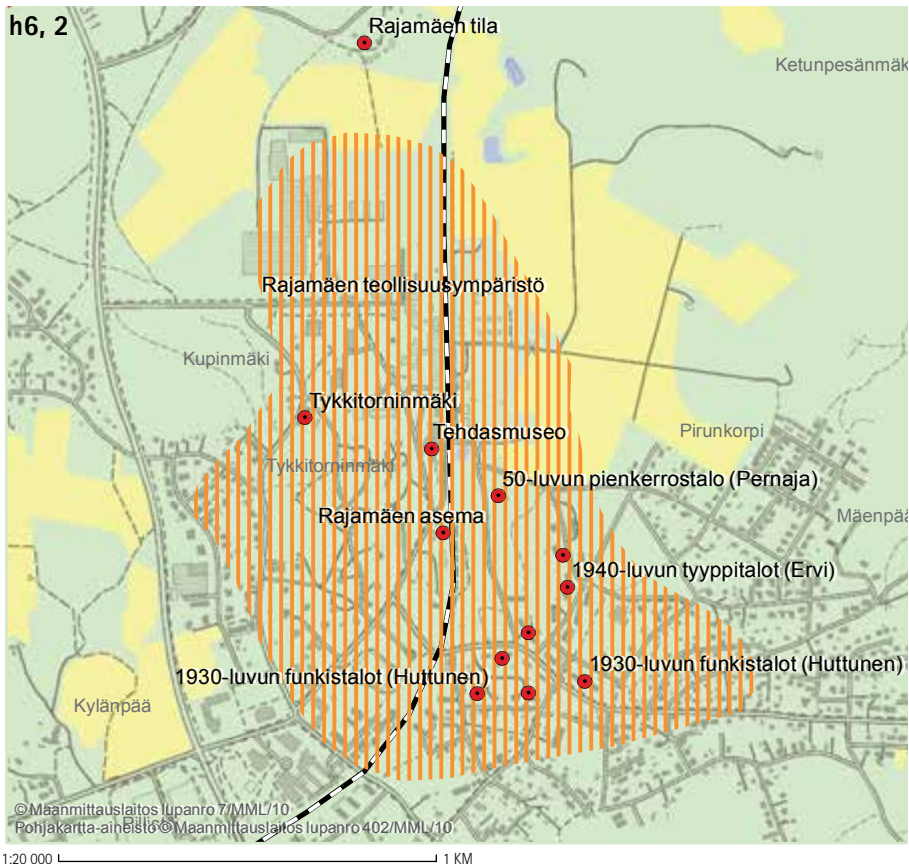 h6, 2
Rajamäen tila
Ketunpesänmäk
Rajamäen teollisuusympäristö
Kupinmäki
Tykkitorninmäki
Tehdasmuseo
Pirunkorpi
Tykkitorninmäki
50-luvun pienkerrostalo (Pernaja)
Rajamäen asema
Mäenpää
1940-luvun tyyppitalot (Ervi)
1930-luvun funkistalot (Huttunen)
1930-luvun funkistalot (Huttunen)
Kylänpää
© Maanmittauslaitos lupanro 7/MML/10
Pohjakartta-aineisto © Maanmittauslaitos lupanro 402/MML/10
1:20 000
1 KM